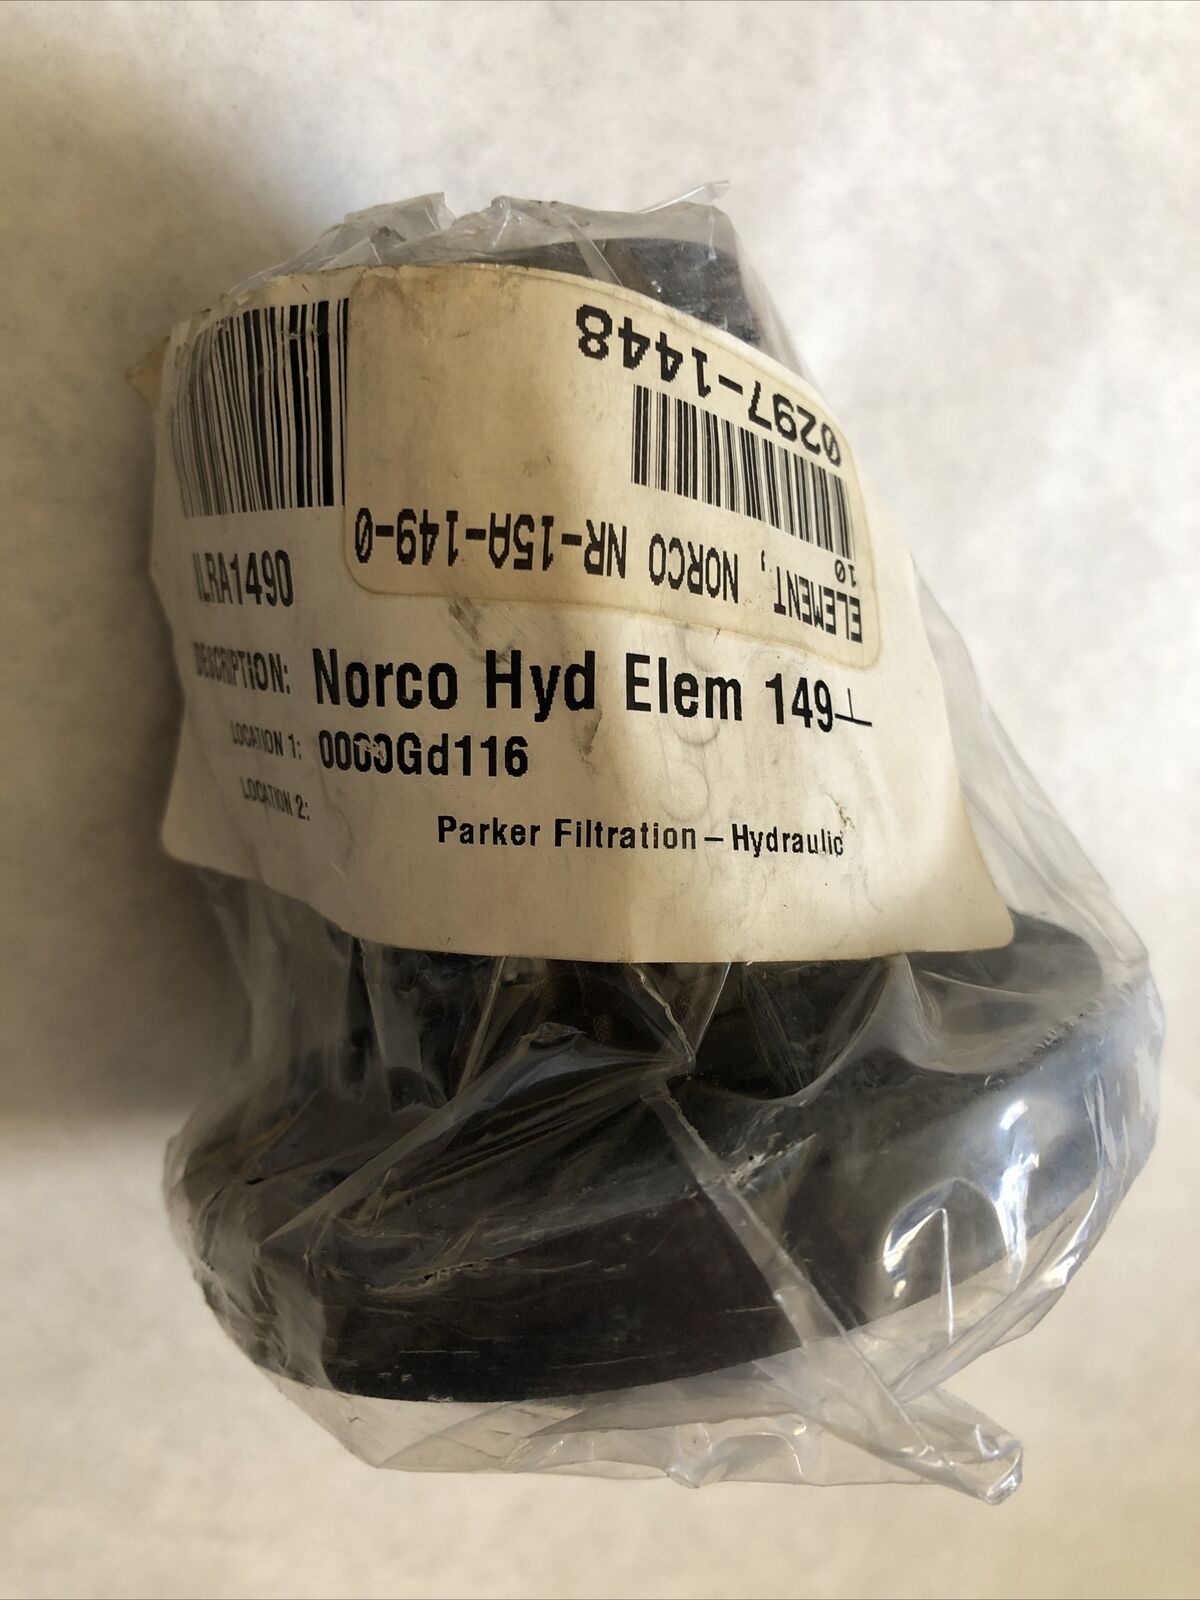 0297-1448
10
ELEMENT, NORCO NR-15A-149-0
ILRA1490
DESCRIPTION: Norco Hyd Elem 149
LOCATION 1: 0000Gd116
LOCATION 2:
Parker Filtration – Hydraulic